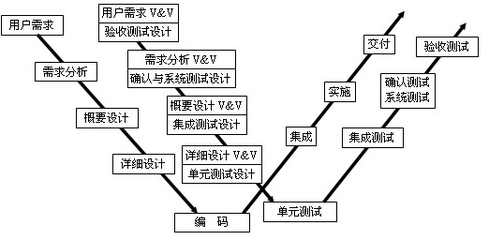 用户需求
需求分析
概要设计
详细设计
用户需求 V&V
验收测试设计
需求分析 V&V
确认与系统测试设计
概要设计 V&V
集成测试设计
详细设计 V&V
单元测试设计
编 码
集成
实施
交付
单元测试
集成测试
确认测试
系统测试
验收测试